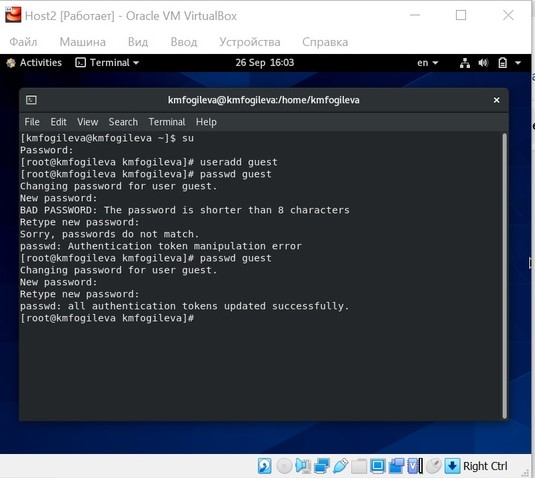 Host2 [Работает] - Oracle VM VirtualBox
Файл Машина Вид Ввод Устройства Справка
Activities Terminal 26 Sep 16:03 en
kmfogileva@kmfogileva:/home/kmfogileva
File Edit View Search Terminal Help
[kmfogileva@kmfogileva ~]$ su
Password:
[root@kmfogileva kmfogileva]# useradd guest
[root@kmfogileva kmfogileva]# passwd guest
Changing password for user guest.
New password:
BAD PASSWORD: The password is shorter than 8 characters
Retype new password:
Sorry, passwords do not match.
passwd: Authentication token manipulation error
[root@kmfogileva kmfogileva]# passwd guest
Changing password for user guest.
New password:
Retype new password:
passwd: all authentication tokens updated successfully.
[root@kmfogileva kmfogileva]#
Right Ctrl